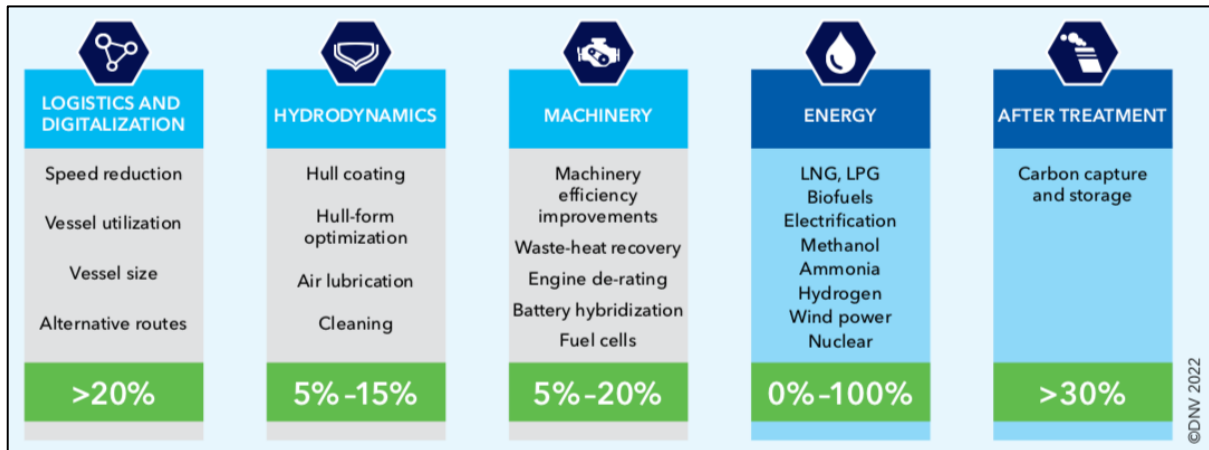 LOGISTICS AND
DIGITALIZATION
Speed reduction
Vessel utilization
Vessel size
Alternative routes
>20%
HYDRODYNAMICS
Hull coating
Hull-form
optimization
Air lubrication
Cleaning
5%–15%
MACHINERY
Machinery
efficiency
improvements
Waste-heat recovery
Engine de-rating
Battery hybridization
Fuel cells
5%–20%
ENERGY
LNG, LPG
Biofuels
Electrification
Methanol
Ammonia
Hydrogen
Wind power
Nuclear
0%–100%
AFTER TREATMENT
Carbon capture
and storage
>30%
©DNV 2022